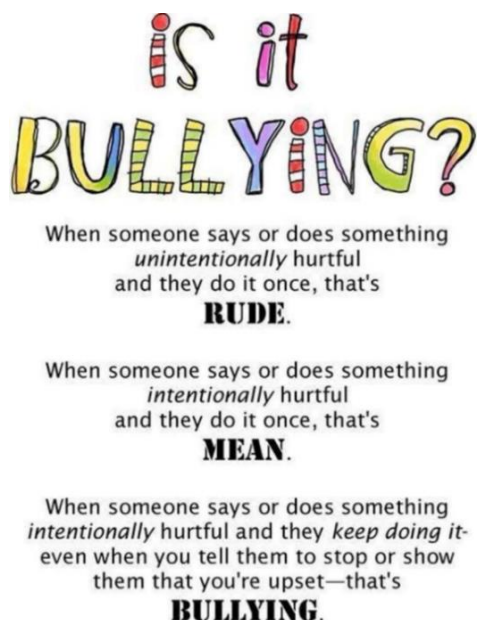 is it
BULLYING?
When someone says or does something
unintentionally hurtful
and they do it once, that's
RUDE.
When someone says or does something
intentionally hurtful
and they do it once, that's
MEAN.
When someone says or does something
intentionally hurtful and they keep doing it-
even when you tell them to stop or show
them that you're upset—that's
BULLYING.